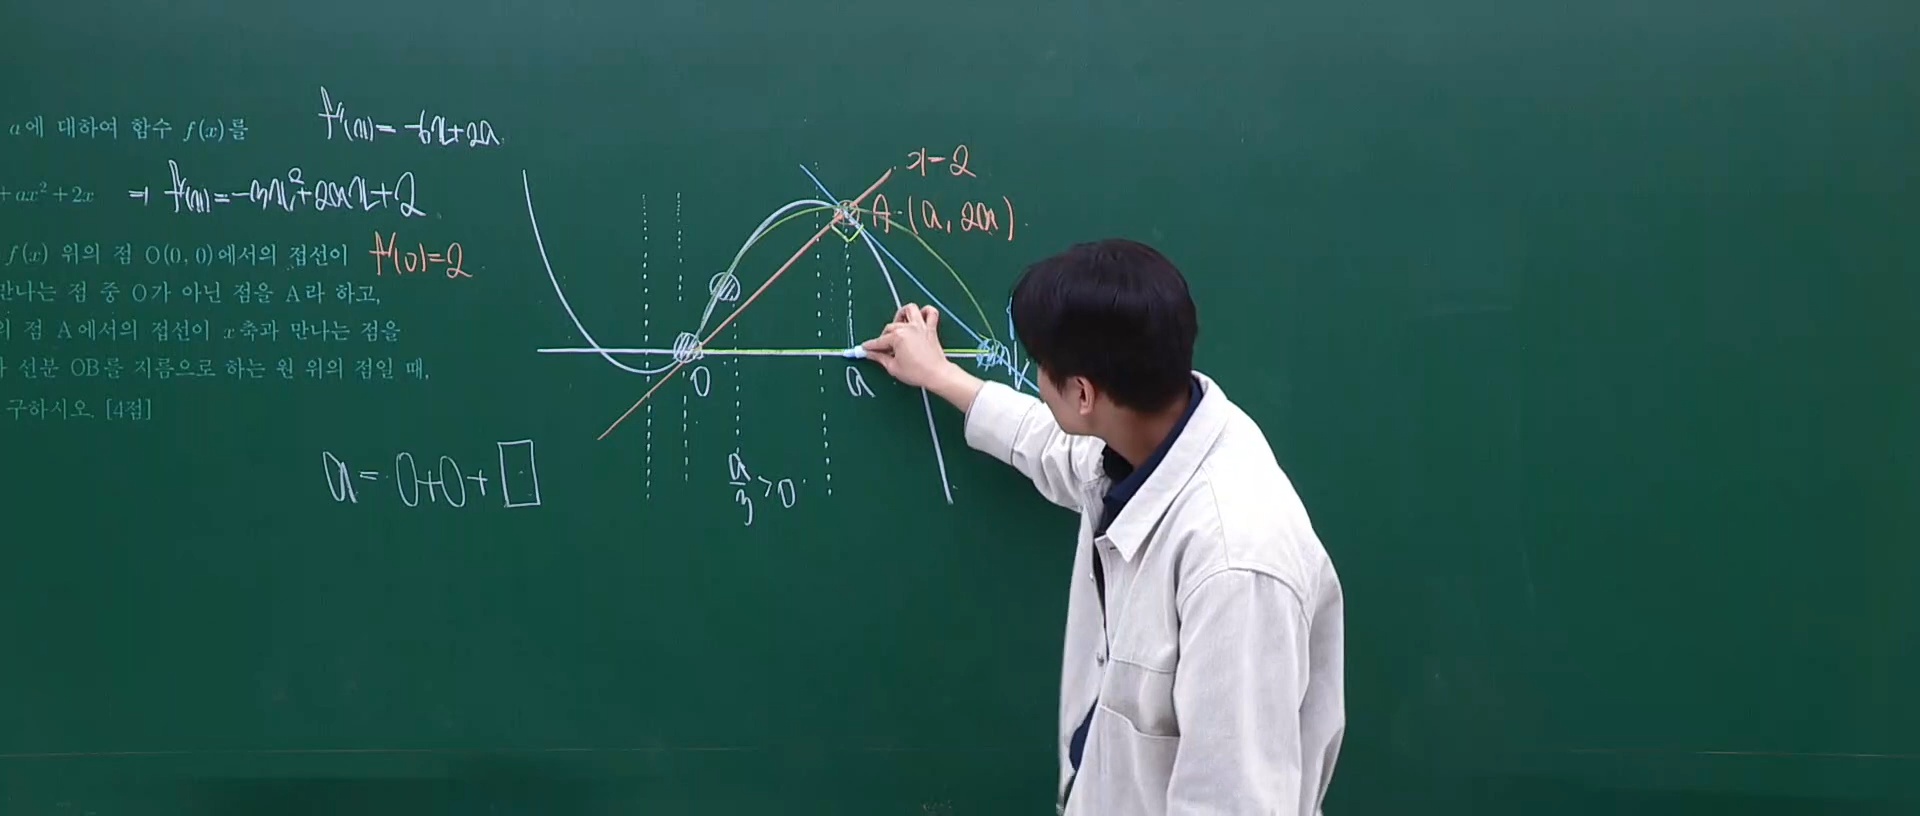 a에 대하여 함수 f(x)를
f''(x)=-6x+2a
+ax²+2x ⇒ f'(x)=-3x²+2ax+2
f(x) 위의 점 O(0, 0)에서의 접선이
f'(0)=2
만나는 점 중 O가 아닌 점을 A라 하고,
의 점 A에서의 접선이 x축과 만나는 점을
선분 OB를 지름으로 하는 원 위의 점일 때,
구하시오. [4점]
a=0+0+□
A(a, 2a)
0
a
a/3>0